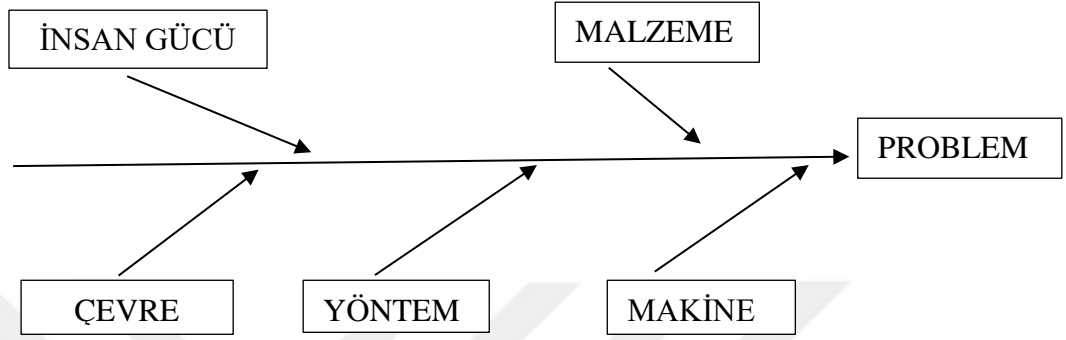 İNSAN GÜCÜ
MALZEME
PROBLEM
ÇEVRE
YÖNTEM
MAKİNE